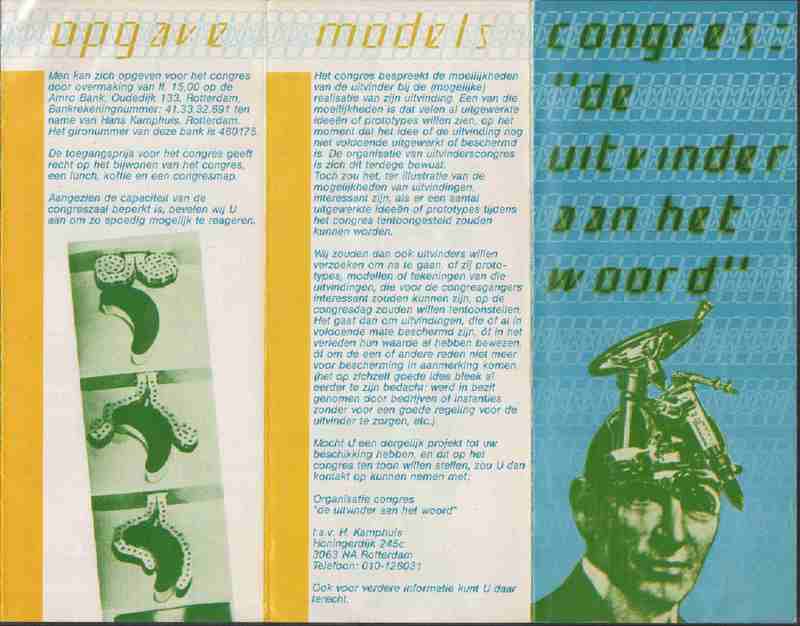 opgave
Men kan zich opgeven voor het congres
door overmaking van fl. 15,00 op de
Amro Bank, Oudedijk 133, Rotterdam,
Bankrekeningnummer: 41.33.32.691 ten
name van Hans Kamphuis, Rotterdam.
Het gironummer van deze bank is 460175.
De toegangsprijs voor het congres geeft
recht op het bijwonen van het congres,
een lunch, koffie en een congresmap.
Aangezien de capaciteit van de
congreszaal beperkt is, bevelen wij U
aan om zo spoedig mogelijk te reageren.
models
Het congres bespreekt de moeilijkheden
van de uitvinder bij de (mogelijke)
realisatie van zijn uitvinding. Een van die
moeilijkheden is dat velen al uitgewerkte
ideeën of prototypes willen zien, op het
moment dat het idee of de uitvinding nog
niet voldoende uitgewerkt of beschermd
is. De organisatie van uitvinderscongres
is zich dit terdege bewust.
Toch zou het, ter illustratie van de
mogelijkheden van uitvindingen,
interessant zijn, als er een aantal
uitgewerkte ideeën of prototypes tijdens
het congres tentoongesteld zouden
kunnen worden.
Wij zouden dan ook uitvinders willen
verzoeken om na te gaan, of zij proto-
types, modellen of tekeningen van die
uitvindingen, die voor de congresgangers
interessant zouden kunnen zijn, op de
congresdag zouden willen tentoonstellen.
Het gaat dan om uitvindingen, die óf al in
voldoende mate beschermd zijn, óf in het
verleden hun waarde al hebben bewezen,
óf om de een of andere reden niet meer
voor bescherming in aanmerking komen.
(het op zichzelf goede idee bleek al
eerder te zijn bedacht; werd in bezit
genomen door bedrijven of instanties
zonder voor een goede regeling voor de
uitvinder te zorgen, etc.)
Mocht U een dergelijk projekt tot uw
beschikking hebben, en dit op het
congres ten toon willen stellen, zou U dan
kontakt op kunnen nemen met:
Organisatie congres
"de uitvinder aan het woord"
t.a.v. H. Kamphuis
Honingerdijk 245c
3063 NA Rotterdam
Telefoon: 010-126031
Ook voor verdere informatie kunt U daar
terecht.
congres:
"de
uitvinder
aan het
woord"